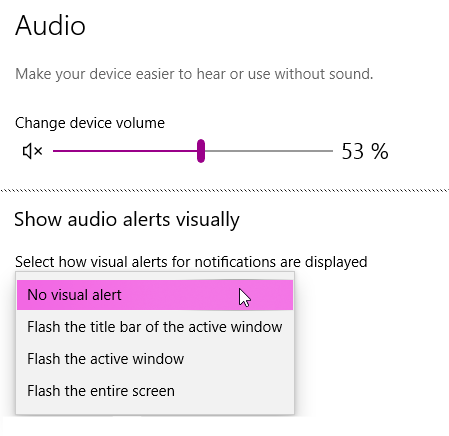 Audio
Make your device easier to hear or use without sound.
Change device volume
53 %
Show audio alerts visually
Select how visual alerts for notifications are displayed
No visual alert
Flash the title bar of the active window
Flash the active window
Flash the entire screen